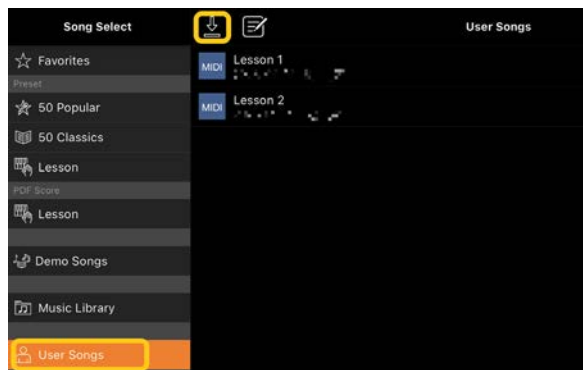 Song Select
User Songs
Favorites
Preset
50 Popular
50 Classics
Lesson
PDF Score
Lesson
Demo Songs
Music Library
User Songs
MIDI
Lesson 1
MIDI
Lesson 2